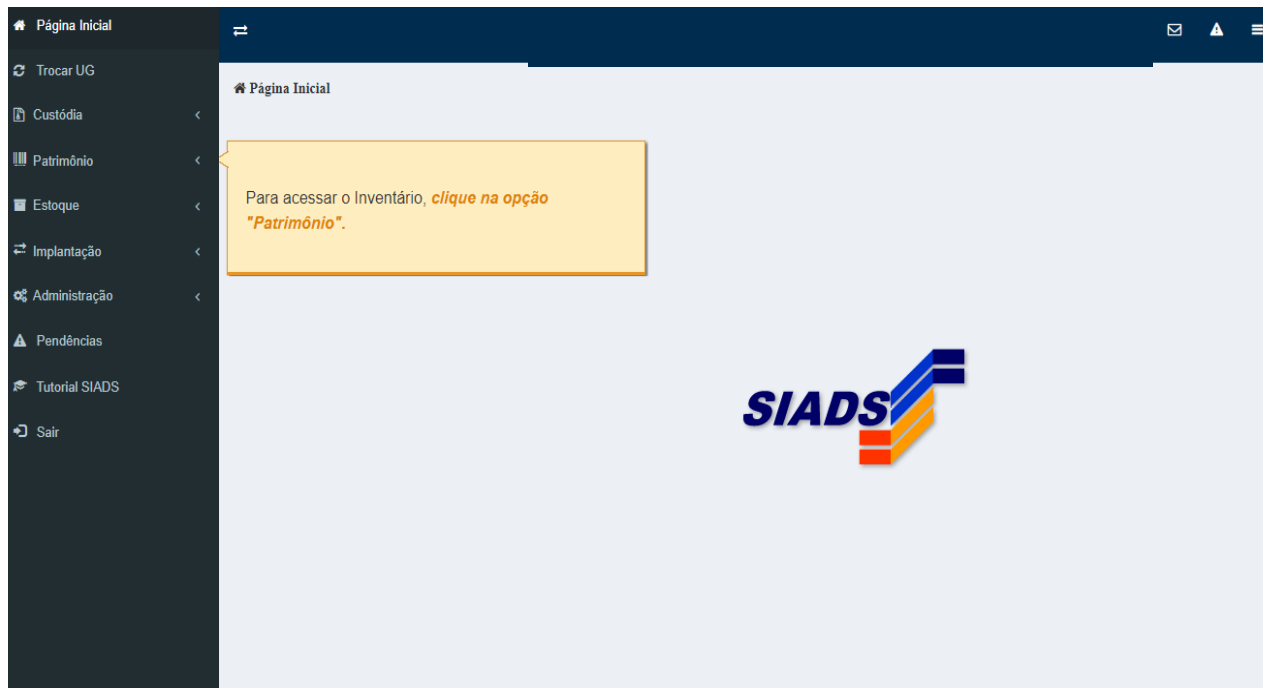 Página Inicial
Trocar UG
Custódia
Patrimônio
Estoque
Implantação
Administração
Pendências
Tutorial SIADS
Sair
Página Inicial
Para acessar o Inventário, clique na opção
"Patrimônio".
SIADS